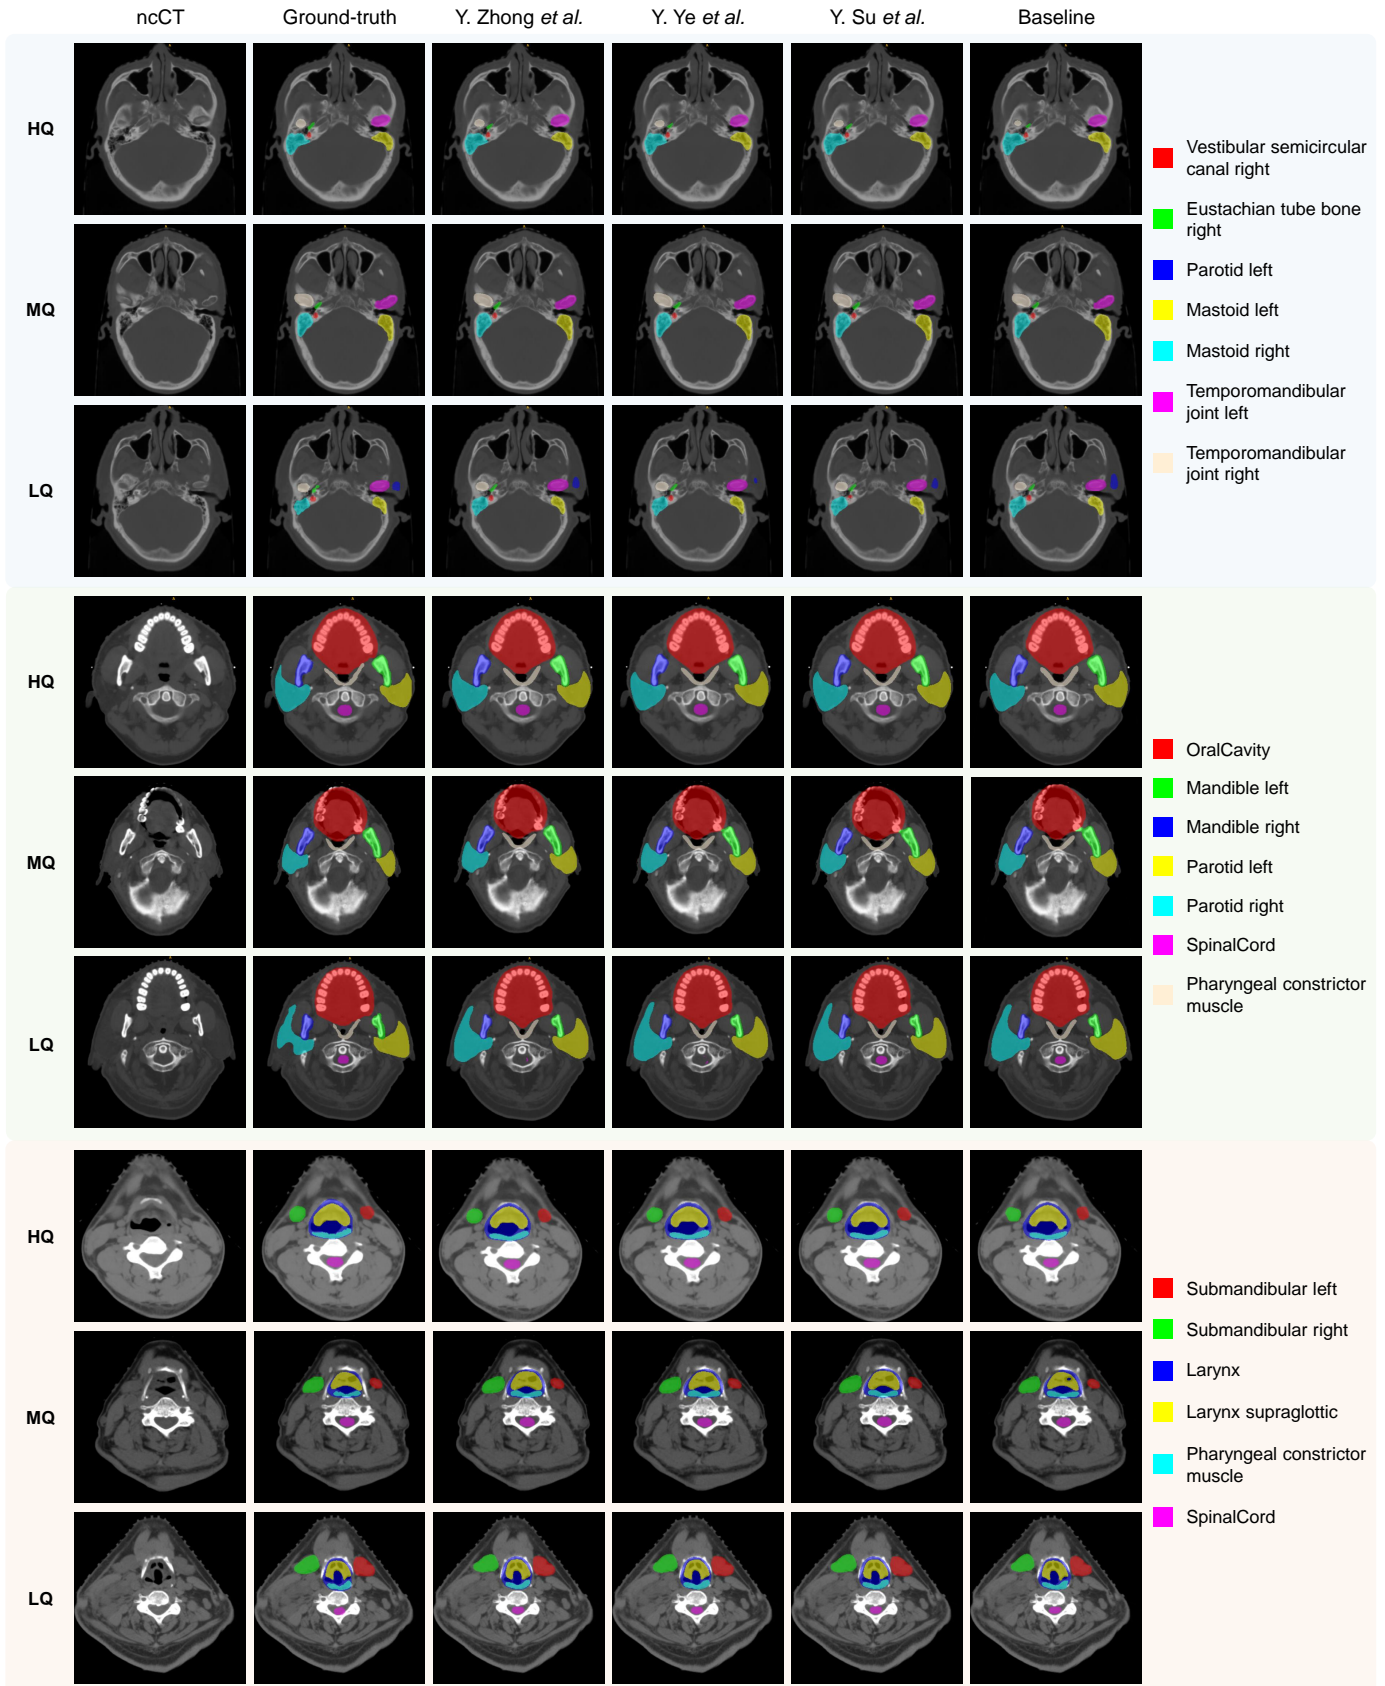 ncCT Ground-truth Y. Zhong et al. Y. Ye et al. Y. Su et al. Baseline
HQ
MQ
LQ
Vestibular semicircular
canal right
Eustachian tube bone
right
Parotid left
Mastoid left
Mastoid right
Temporomandibular
joint left
Temporomandibular
joint right
HQ
MQ
LQ
OralCavity
Mandible left
Mandible right
Parotid left
Parotid right
SpinalCord
Pharyngeal constrictor
muscle
HQ
MQ
LQ
Submandibular left
Submandibular right
Larynx
Larynx supraglottic
Pharyngeal constrictor
muscle
SpinalCord